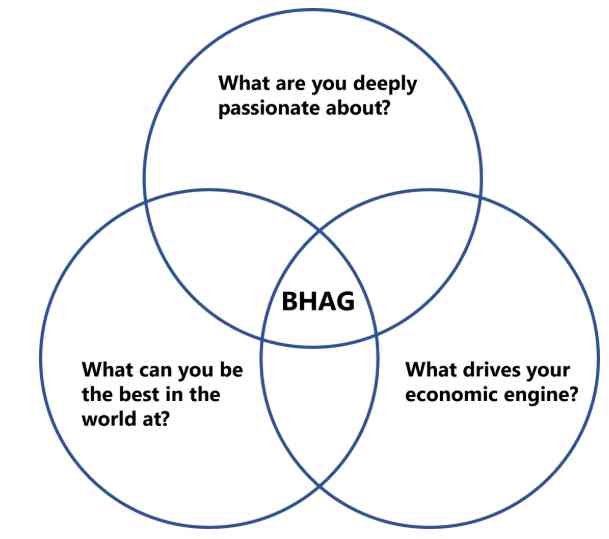 What are you deeply
passionate about?
BHAG
What can you be
the best in the
world at?
What drives your
economic engine?